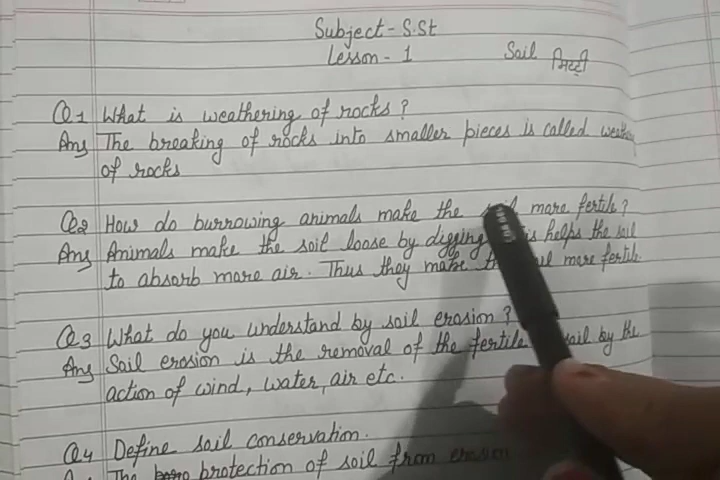 Subject - S.St
Lesson - 1 Soil मिट्टी
Q1 What is weathering of rocks?
Ans The breaking of rocks into smaller pieces is called
of rocks
Q2 How do burrowing animals make the soil more fertile?
Ans Animals make the soil loose by digging helps the soil
to absorb more air. Thus they make more fertile.
Q3 What do you understand by soil erosion?
Ans Soil erosion is the removal of the fertile soil by the
action of wind, water, air etc.
Q4 Define soil conservation.
The protection of soil from erosion